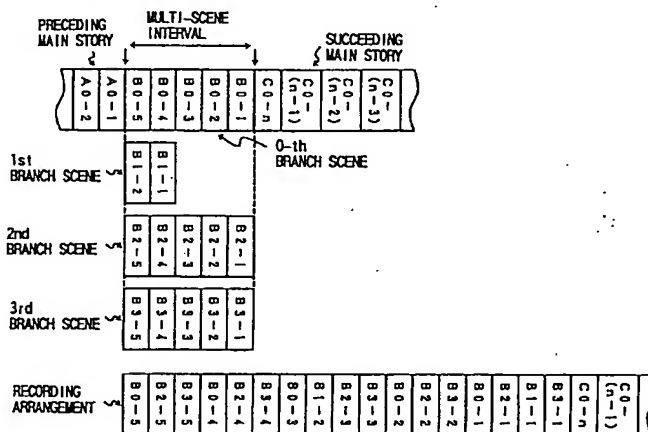 PRECEDING
MAIN STORY
MULTI-SCENE
INTERVAL
SUCCEEDING
MAIN STORY
A0-2 A0-1 B0-5 B0-4 B0-3 B0-2 B0-1 C0-n C0-(n-1) C0-(n-2) C0-(n-3)
0-th
BRANCH SCENE
1st
BRANCH SCENE
B1-2 B1-1
2nd
BRANCH SCENE
B2-5 B2-4 B2-3 B2-2 B2-1
3rd
BRANCH SCENE
B3-5 B3-4 B3-3 B3-2 B3-1
RECORDING
ARRANGEMENT
B0-5 B2-5 B3-5 B0-4 B2-4 B3-4 B0-3 B1-2 B2-3 B3-3 B0-2 B2-2 B3-2 B0-1 B2-1 B1-1 B3-1 C0-n C0-(n-1)